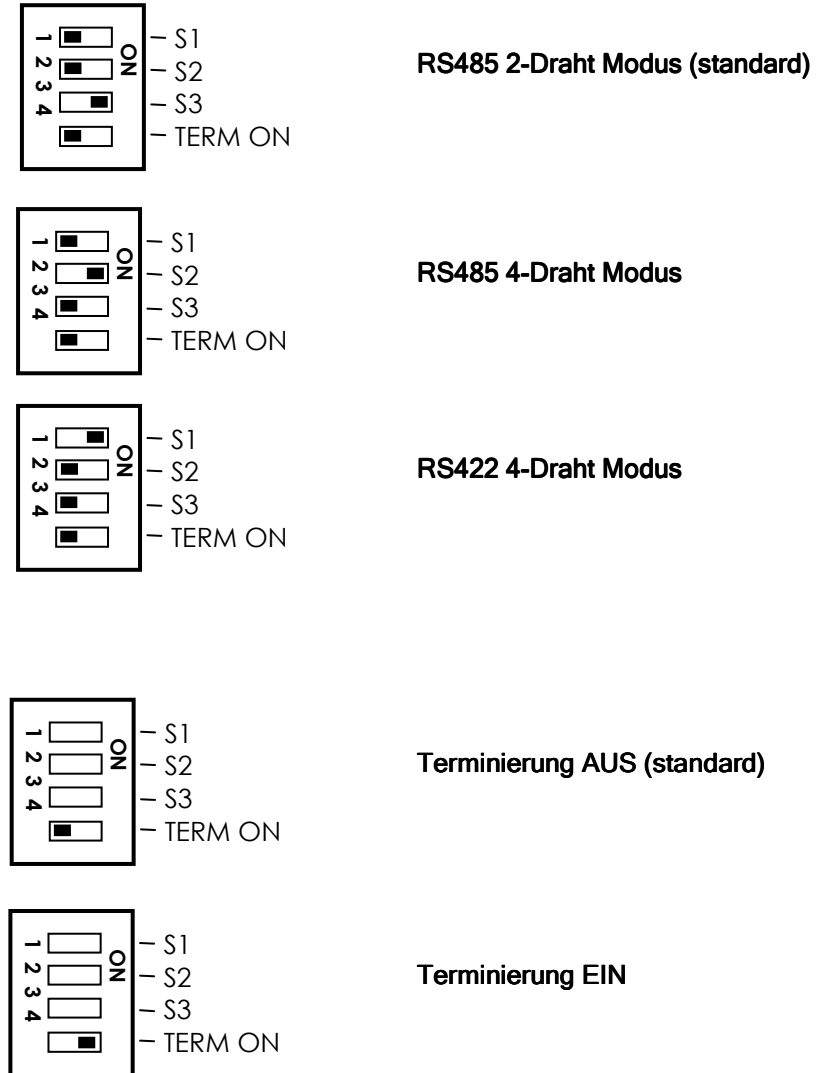 1 ON S1
2 S2 RS485 2-Draht Modus (standard)
3 S3
4 TERM ON
1 ON S1
2 S2 RS485 4-Draht Modus
3 S3
4 TERM ON
1 ON S1
2 S2 RS422 4-Draht Modus
3 S3
4 TERM ON
1 ON S1
2 S2 Terminierung AUS (standard)
3 S3
4 TERM ON
1 ON S1
2 S2 Terminierung EIN
3 S3
4 TERM ON